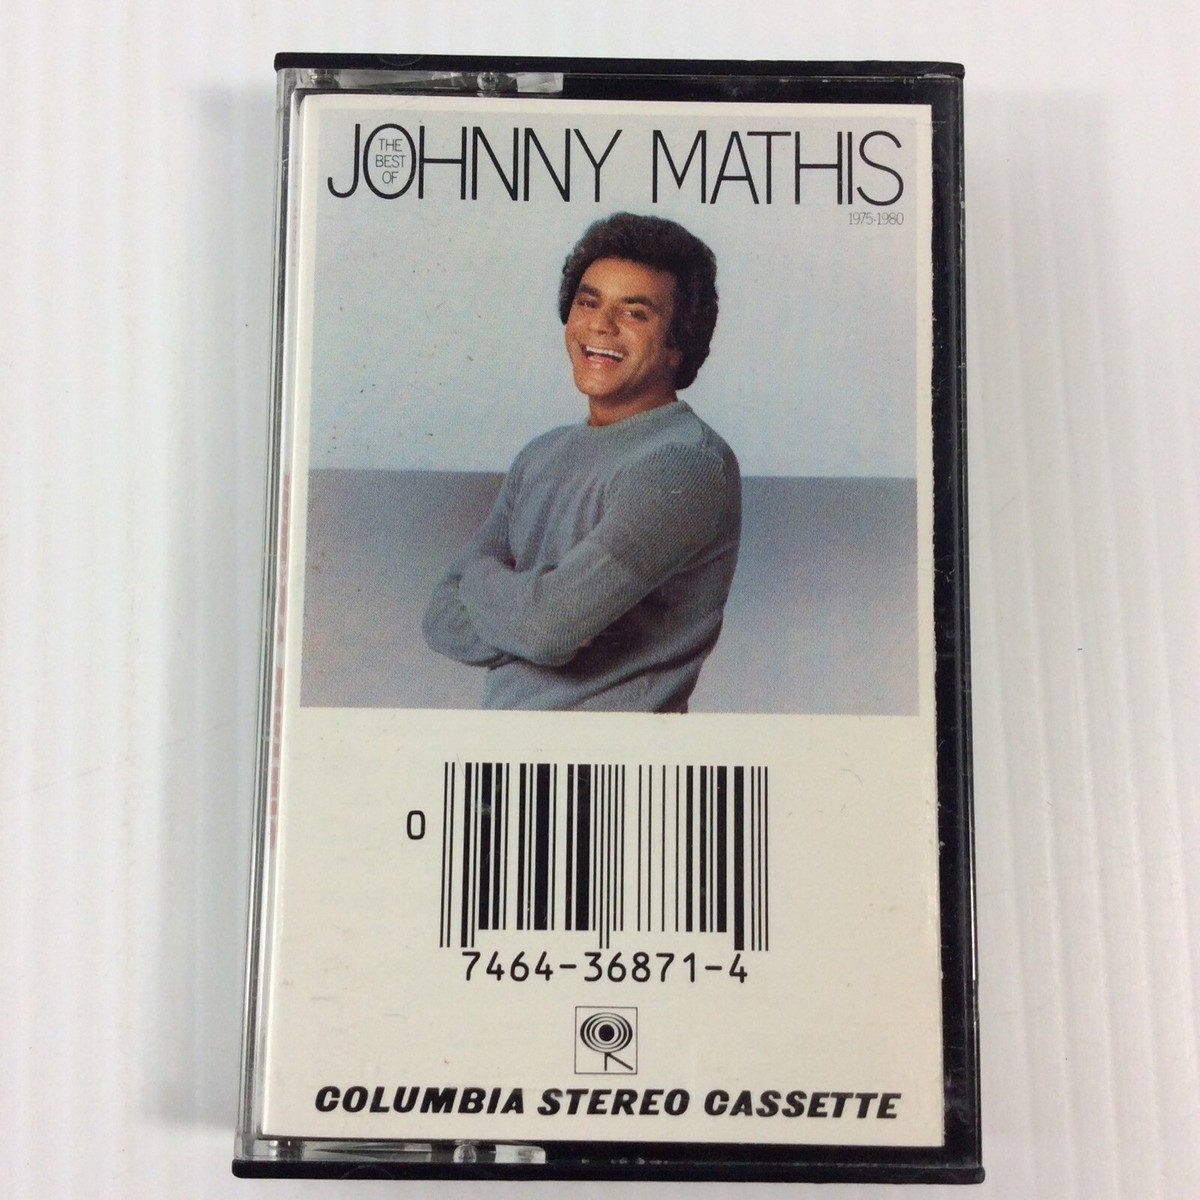 THE
BEST
OF
JOHNNY MATHIS
1975-1980
0
7464-36871-4
COLUMBIA STEREO CASSETTE